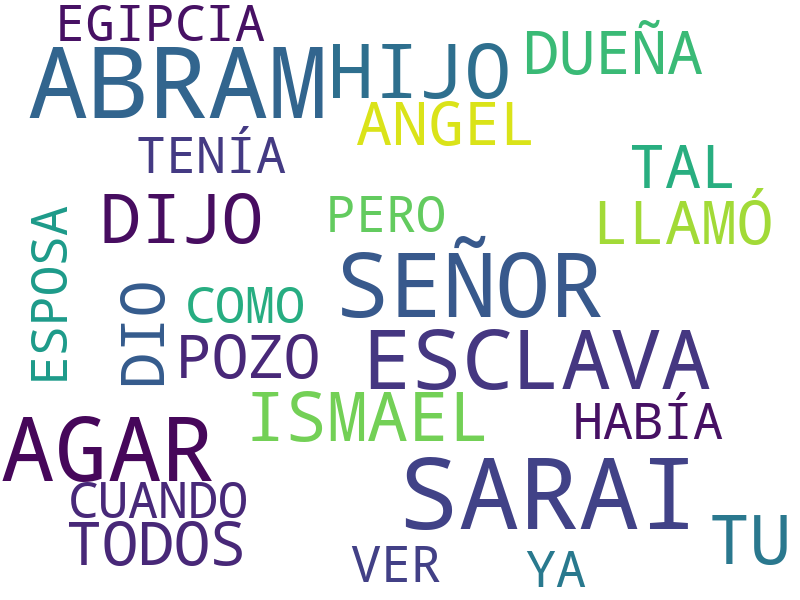 EGIPCIA
ABRAM
HIJO
DUEÑA
ANGEL
TENÍA
TAL
DIJO
PERO
LLAMÓ
ESPOSA
DIO
COMO
SEÑOR
POZO
ESCLAVA
ISMAEL
HABÍA
AGAR
CUANDO
SARAI
TODOS
TU
VER
YA